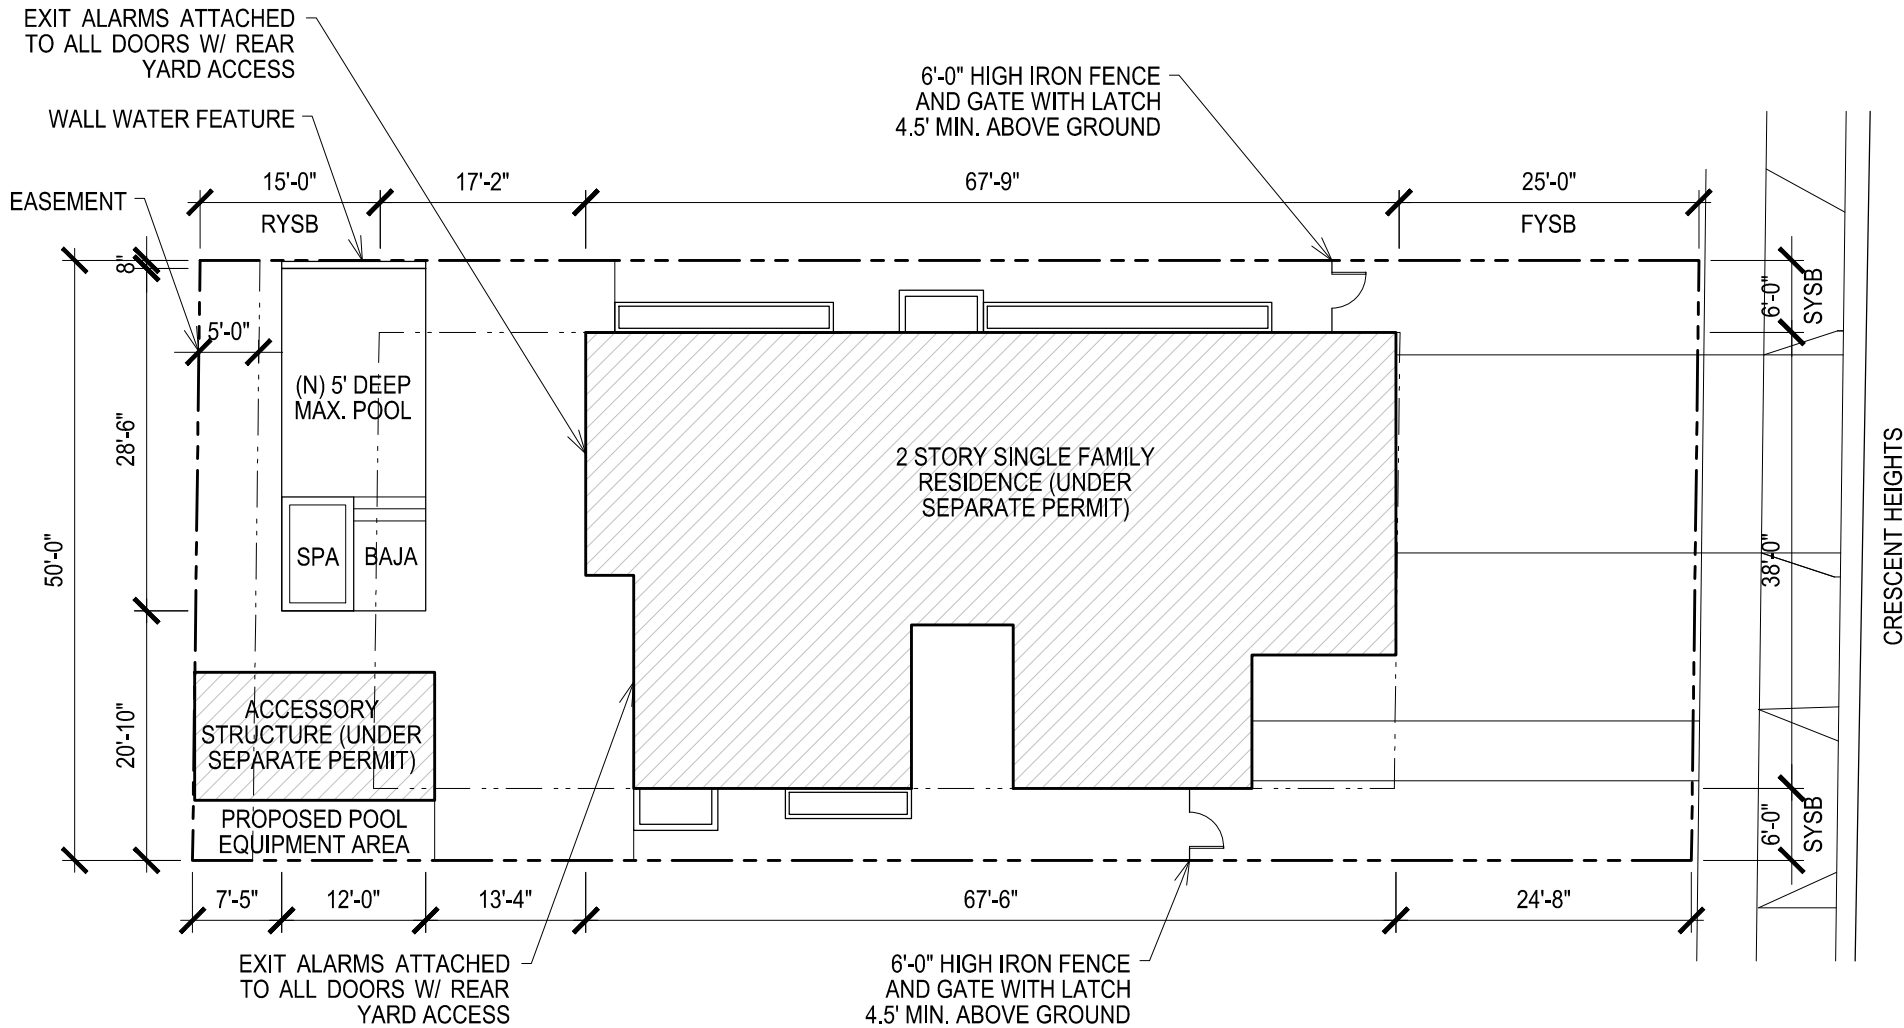 EXIT ALARMS ATTACHED
TO ALL DOORS W/ REAR
YARD ACCESS
WALL WATER FEATURE
EASEMENT
6'-0" HIGH IRON FENCE
AND GATE WITH LATCH
4.5' MIN. ABOVE GROUND
15'-0"
RYSB
17'-2"
67'-9"
25'-0"
FYSB
8"
5'-0"
28'-6"
50'-0"
20'-10"
(N) 5' DEEP
MAX. POOL
SPA
BAJA
2 STORY SINGLE FAMILY
RESIDENCE (UNDER
SEPARATE PERMIT)
ACCESSORY
STRUCTURE (UNDER
SEPARATE PERMIT)
PROPOSED POOL
EQUIPMENT AREA
6'-0"
SYSB
38'-0"
6'-0"
SYSB
CRESCENT HEIGHTS
7'-5"
12'-0"
13'-4"
67'-6"
24'-8"
EXIT ALARMS ATTACHED
TO ALL DOORS W/ REAR
YARD ACCESS
6'-0" HIGH IRON FENCE
AND GATE WITH LATCH
4.5' MIN. ABOVE GROUND